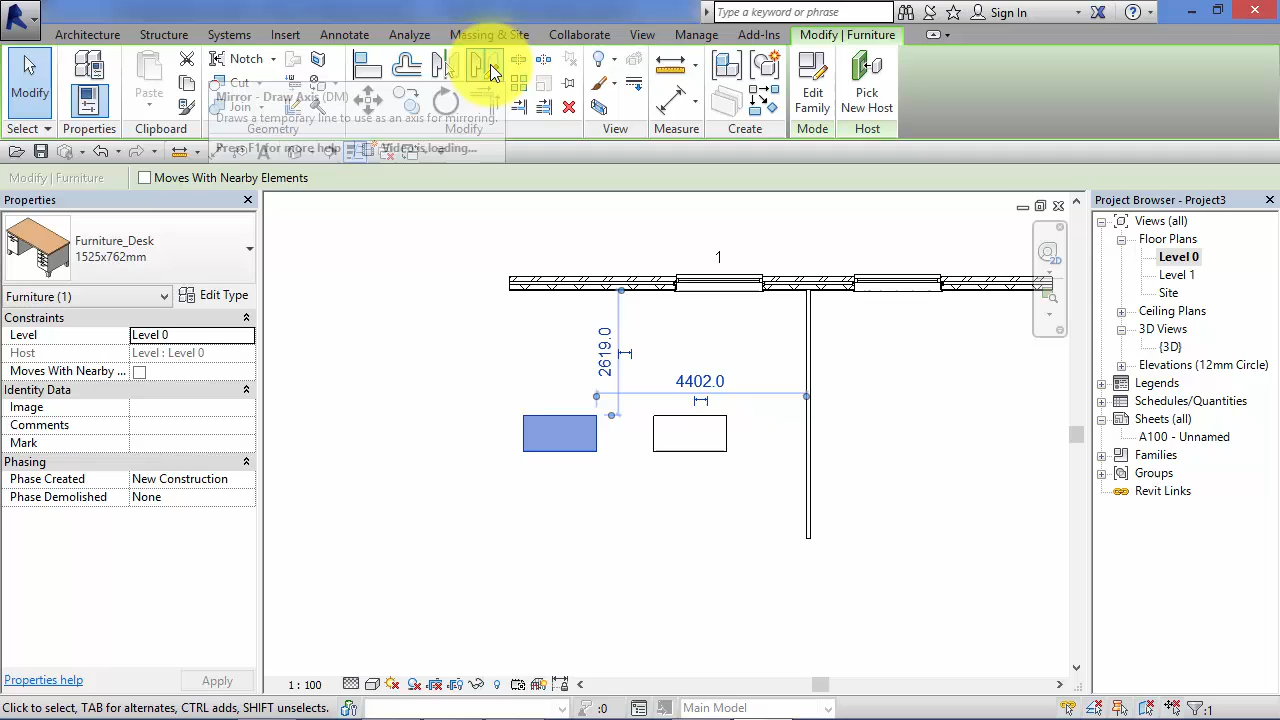 Type a keyword or phrase
Sign In
Architecture Structure Systems Insert Annotate Analyze Massing & Site Collaborate View Manage Add-Ins Modify | Furniture
Modify
Paste
Notch
Cut
Join
Edit Family
Pick New Host
Select Properties Clipboard Geometry Modify View Measure Create Mode Host
Mirror - Draw Axis (DM)
Draws a temporary line to use as an axis for mirroring.
Press F1 for more help
Video is loading...
Modify | Furniture
Moves With Nearby Elements
Properties
Furniture_Desk
1525x762mm
Furniture (1)
Edit Type
Constraints
Level Level 0
Host Level : Level 0
Moves With Nearby ...
Identity Data
Image
Comments
Mark
Phasing
Phase Created New Construction
Phase Demolished None
Properties help
Apply
2D
1
2619.0
4402.0
1 : 100
Project Browser - Project3
Views (all)
Floor Plans
Level 0
Level 1
Site
Ceiling Plans
3D Views
{3D}
Elevations (12mm Circle)
Legends
Schedules/Quantities
Sheets (all)
A100 - Unnamed
Families
Groups
Revit Links
Click to select, TAB for alternates, CTRL adds, SHIFT unselects.
:0
Main Model
:1